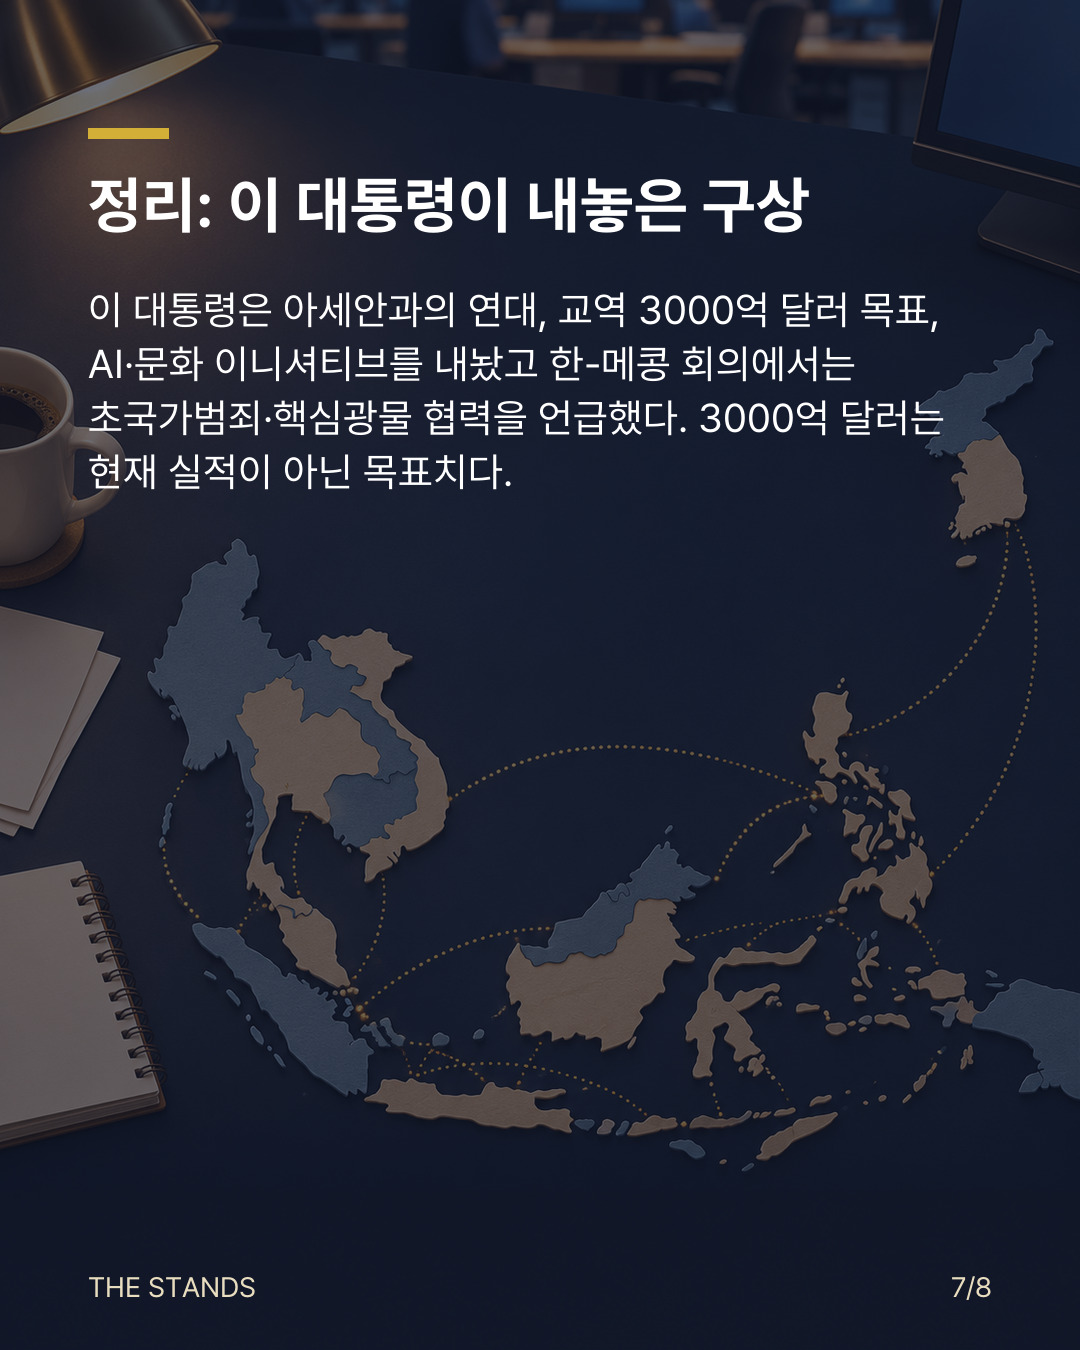 정리: 이 대통령이 내놓은 구상
이 대통령은 아세안과의 연대, 교역 3000억 달러 목표,
AI·문화 이니셔티브를 내놨고 한-메콩 회의에서는
초국가범죄·핵심광물 협력을 언급했다. 3000억 달러는
현재 실적이 아닌 목표치다.
THE STANDS
7/8